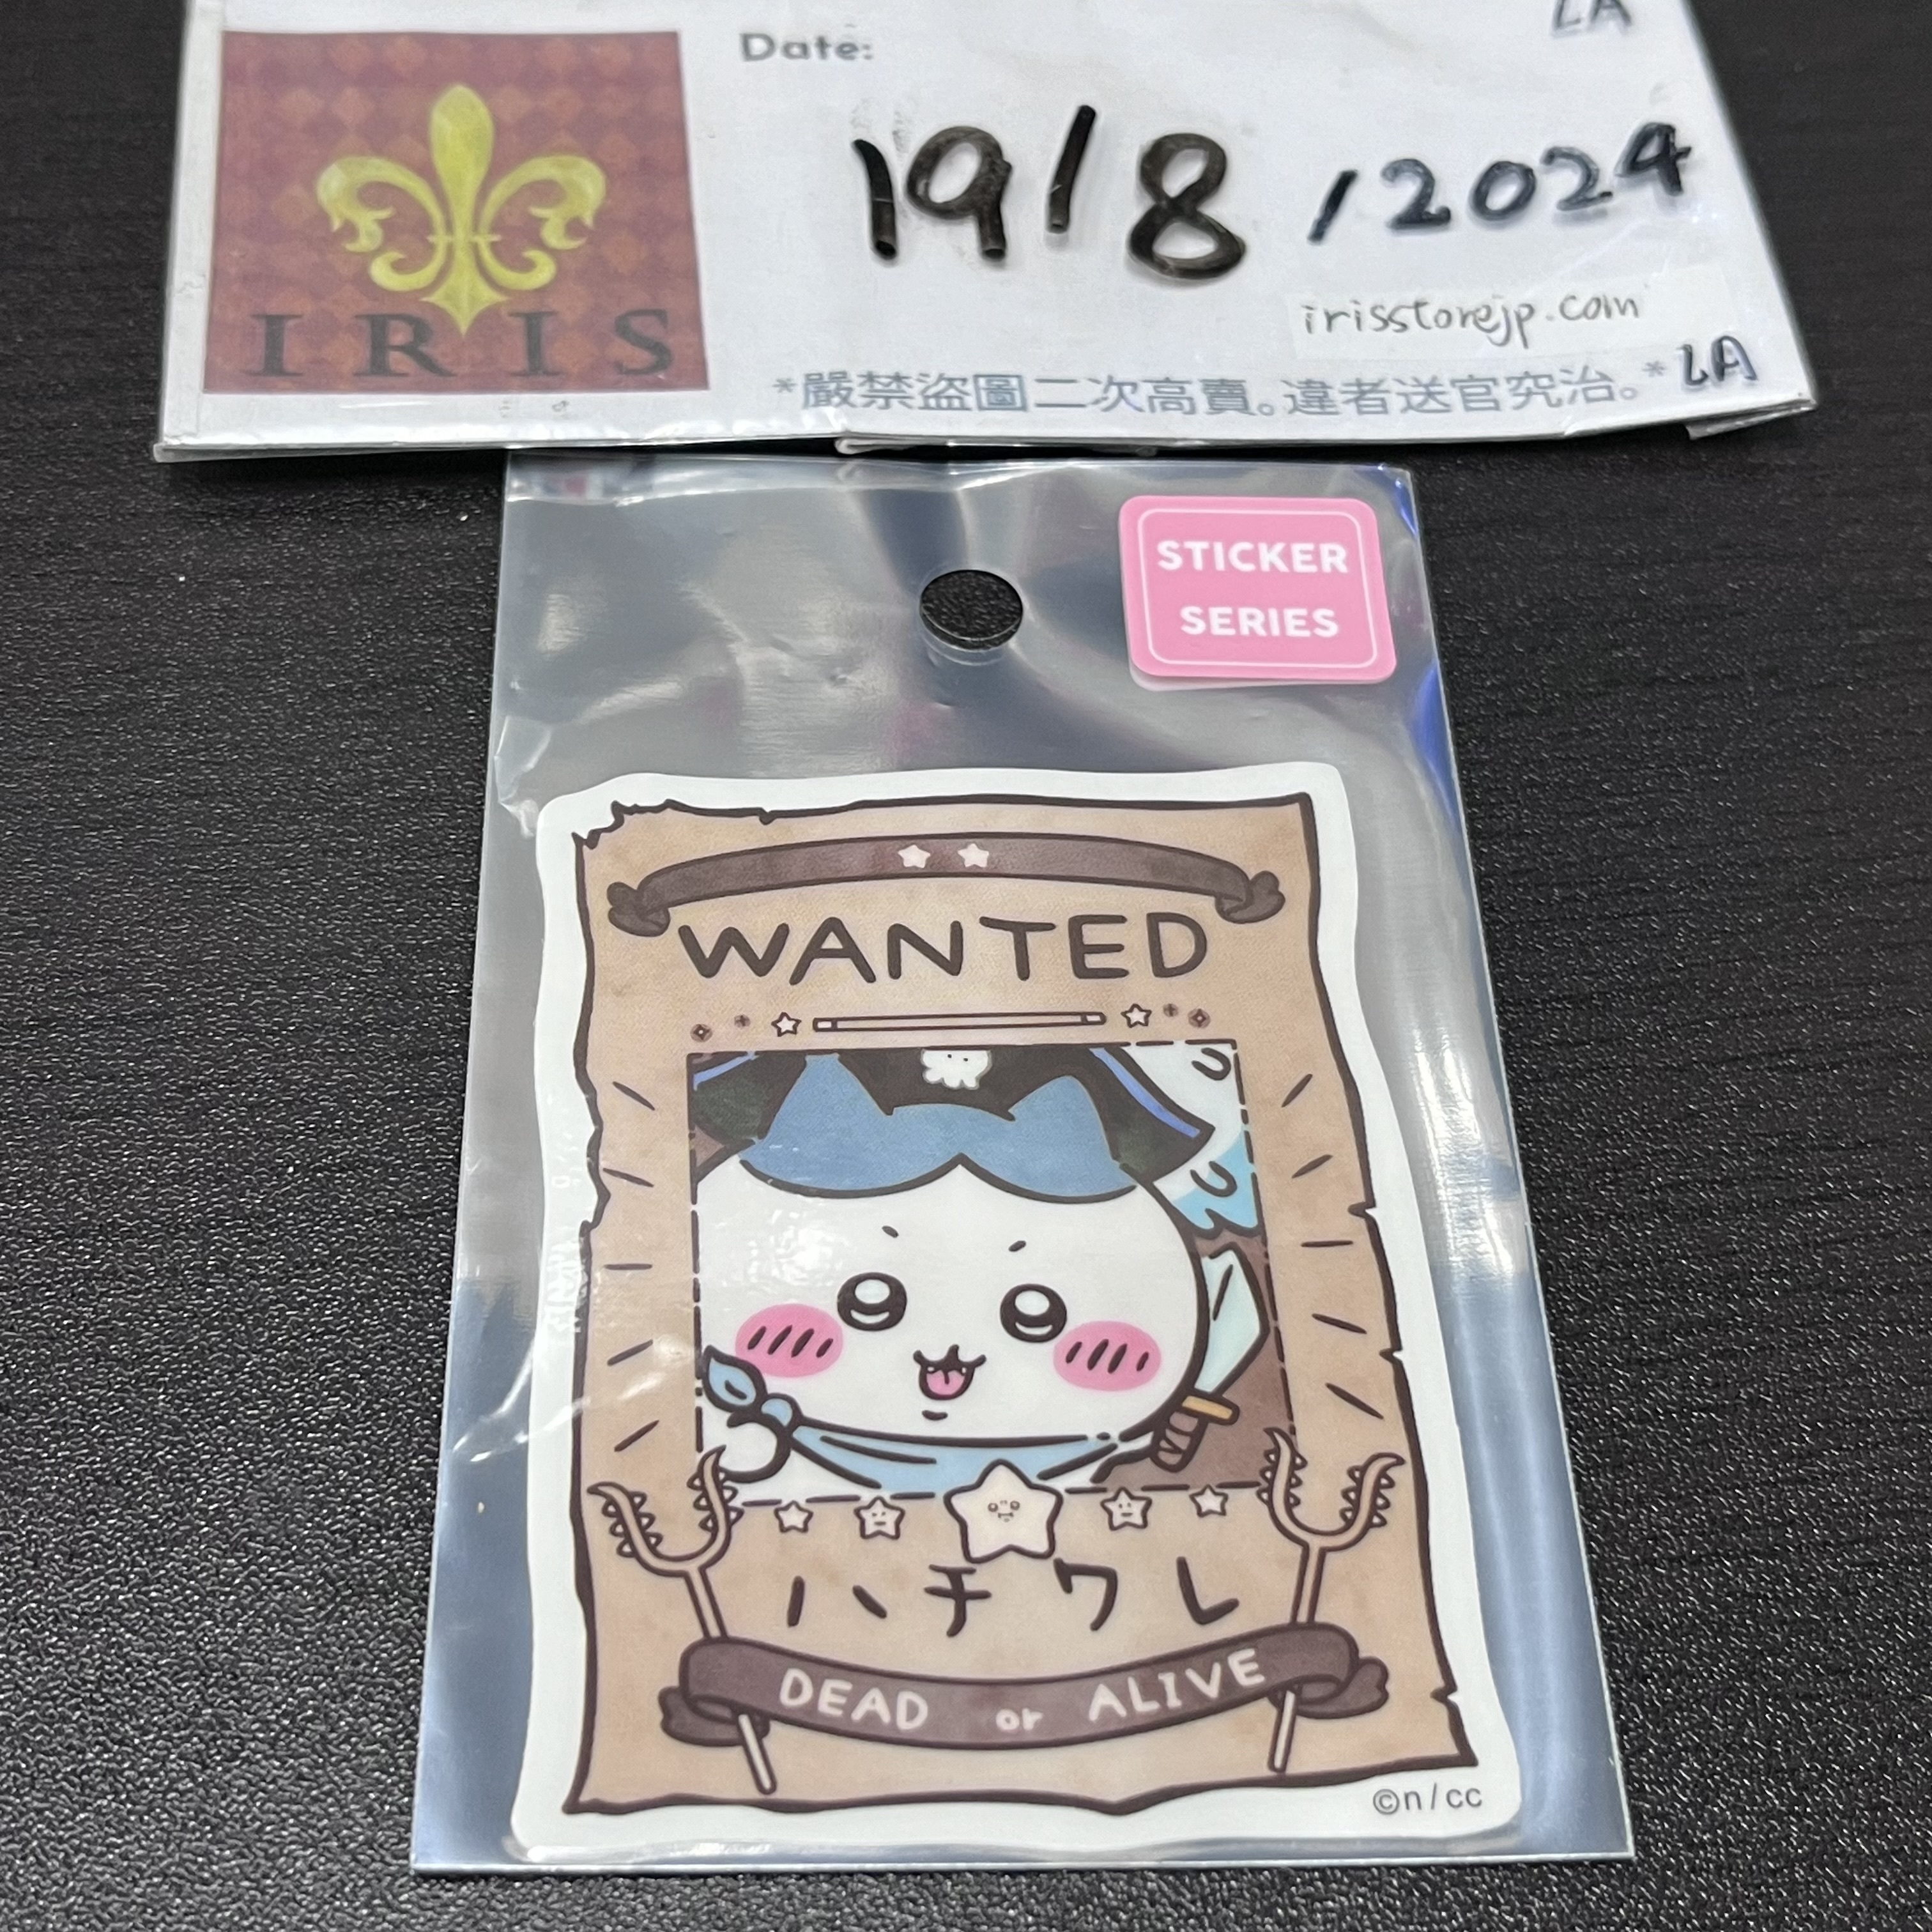 LA
Date:
19/8/2024
IRIS
irisstorejp.com
*嚴禁盜圖二次高賣。違者送官究治。* LA
STICKER
SERIES
WANTED
ハチワレ
DEAD or ALIVE
©n/cc